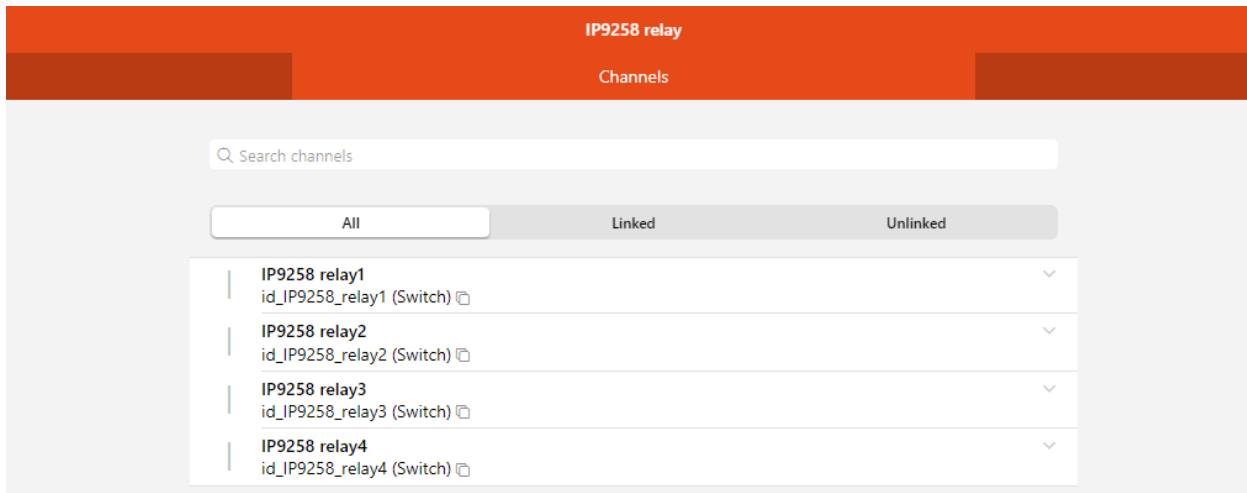 IP9258 relay
Channels
Search channels
All Linked Unlinked
IP9258 relay1
id_IP9258_relay1 (Switch)
IP9258 relay2
id_IP9258_relay2 (Switch)
IP9258 relay3
id_IP9258_relay3 (Switch)
IP9258 relay4
id_IP9258_relay4 (Switch)